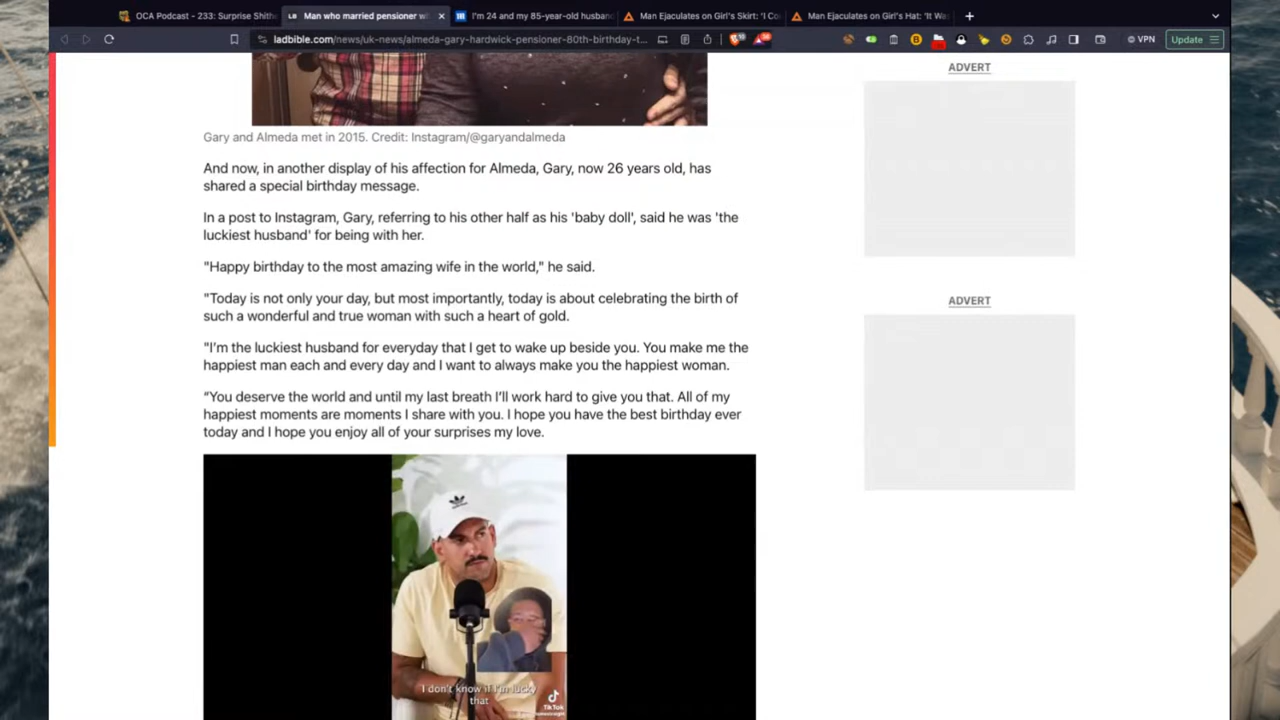 OCA Podcast - 233: Surprise Shith
LB Man who married pensioner wi
I'm 24 and my 85-year-old husban
Man Ejaculates on Girl's Skirt: 'I Co
Man Ejaculates on Girl's Hat: 'It Was
ladbible.com/news/uk-news/almeda-gary-hardwick-pensioner-80th-birthday-t...
VPN
Update
ADVERT
Gary and Almeda met in 2015. Credit: Instagram/@garyandalmeda
And now, in another display of his affection for Almeda, Gary, now 26 years old, has
shared a special birthday message.
In a post to Instagram, Gary, referring to his other half as his 'baby doll', said he was 'the
luckiest husband' for being with her.
"Happy birthday to the most amazing wife in the world," he said.
"Today is not only your day, but most importantly, today is about celebrating the birth of
such a wonderful and true woman with such a heart of gold.
"I'm the luckiest husband for everyday that I get to wake up beside you. You make me the
happiest man each and every day and I want to always make you the happiest woman.
"You deserve the world and until my last breath I'll work hard to give you that. All of my
happiest moments are moments I share with you. I hope you have the best birthday ever
today and I hope you enjoy all of your surprises my love.
ADVERT
I don't know if I'm lucky
that
TikTok